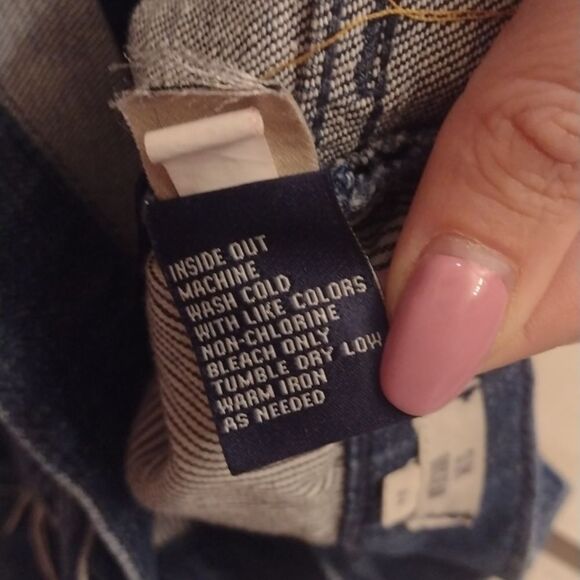 INSIDE OUT
MACHINE
WASH COLD
WITH LIKE COLORS
NON-CHLORINE
BLEACH ONLY
TUMBLE DRY LOW
WARM IRON
AS NEEDED